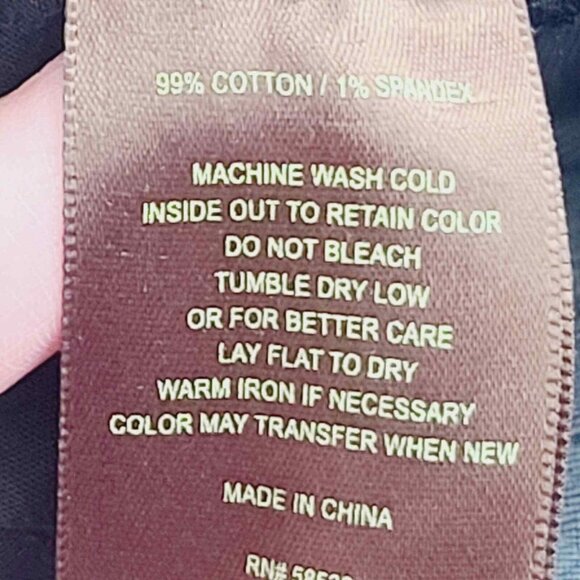 99% COTTON / 1% SPANDEX
MACHINE WASH COLD
INSIDE OUT TO RETAIN COLOR
DO NOT BLEACH
TUMBLE DRY LOW
OR FOR BETTER CARE
LAY FLAT TO DRY
WARM IRON IF NECESSARY
COLOR MAY TRANSFER WHEN NEW
MADE IN CHINA
RN#